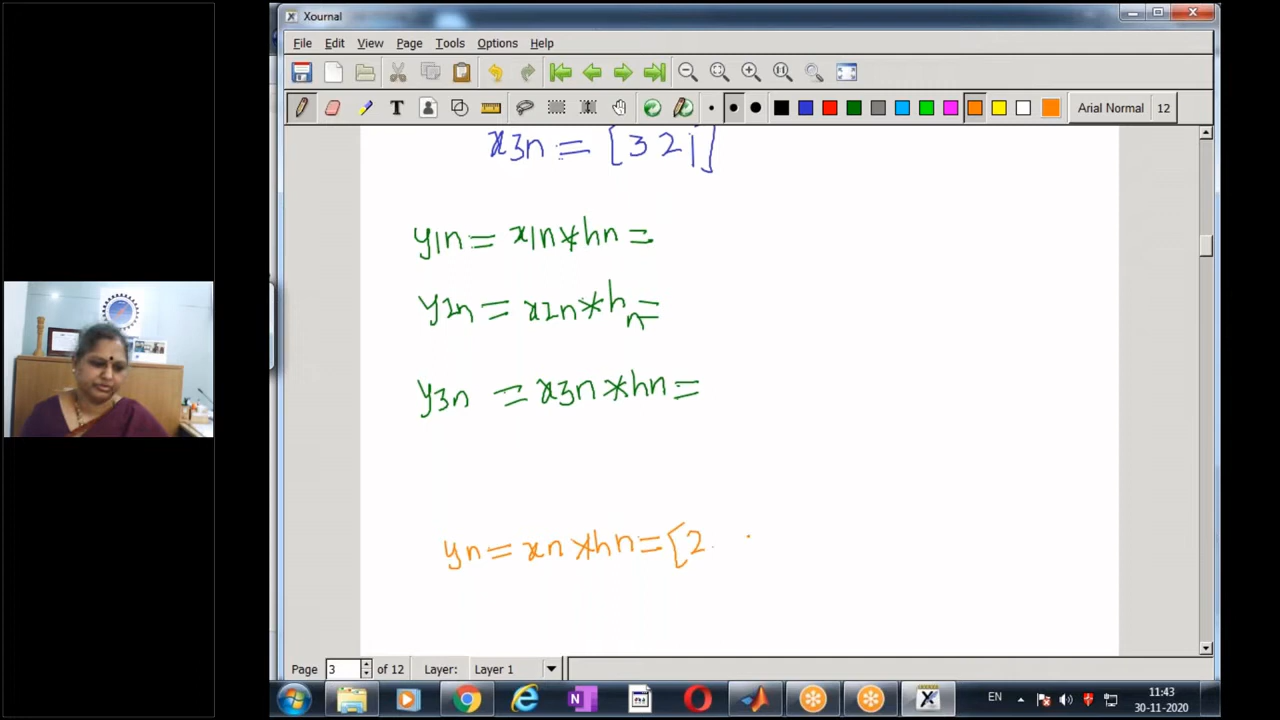 Xournal
File Edit View Page Tools Options Help
Arial Normal 12
x3n = [3 2 1]
y1n = x1n*hn =
y2n = x2n*hn =
y3n = x3n*hn =
yn = xn*hn = [2
Page 3 of 12 Layer: Layer 1
EN 11:43
30-11-2020